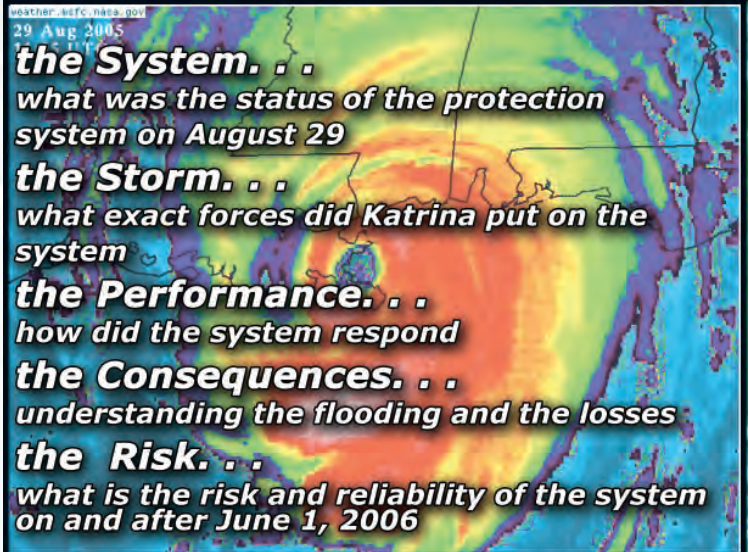 weather.msfc.nasa.gov
29 Aug 2005
UTC
the System. . .
what was the status of the protection
system on August 29
the Storm. . .
what exact forces did Katrina put on the
system
the Performance. . .
how did the system respond
the Consequences. . .
understanding the flooding and the losses
the Risk. . .
what is the risk and reliability of the system
on and after June 1, 2006